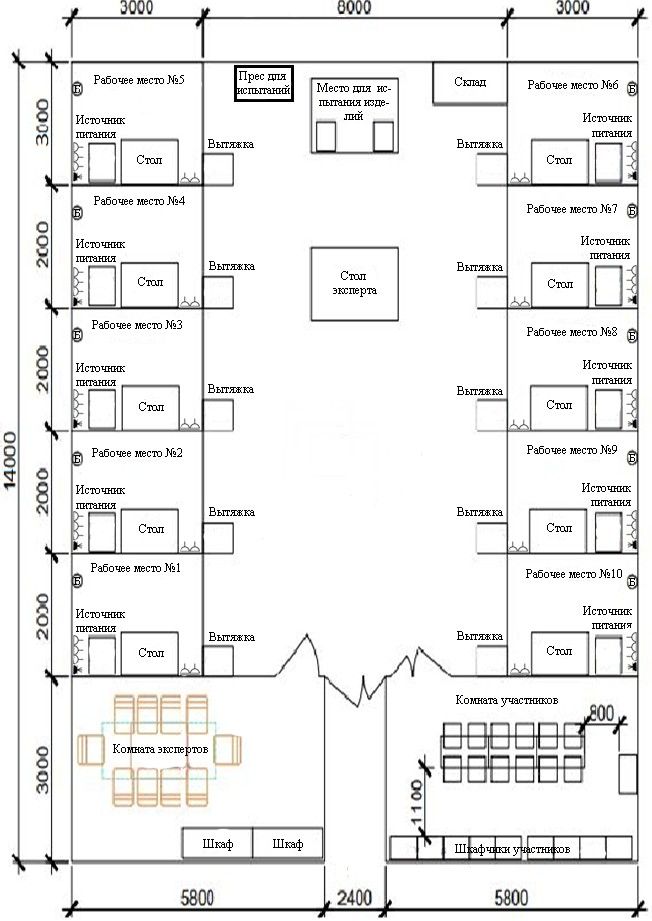 3000 8000 3000
Рабочее место №5
Б
Источник
питания
Стол
Прес для
испытаний
Место для ис-
пытания изде-
лий
Склад
Рабочее место №6
Б
Источник
питания
Стол
Вытяжка
Вытяжка
3000
Рабочее место №4
Б
Источник
питания
Стол
Вытяжка
Стол
эксперта
Вытяжка
Рабочее место №7
Б
Источник
питания
Стол
2000
Рабочее место №3
Б
Источник
питания
Стол
Вытяжка
Вытяжка
Рабочее место №8
Б
Источник
питания
Стол
2000
14000
Рабочее место №2
Б
Источник
питания
Стол
Вытяжка
Вытяжка
Рабочее место №9
Б
Источник
питания
Стол
2000
Рабочее место №1
Б
Источник
питания
Стол
Вытяжка
Вытяжка
Рабочее место №10
Б
Источник
питания
Стол
2000
3000
Комната экспертов
Шкаф Шкаф
Комната участников
800
1100
Шкафчики участников
5800 2400 5800